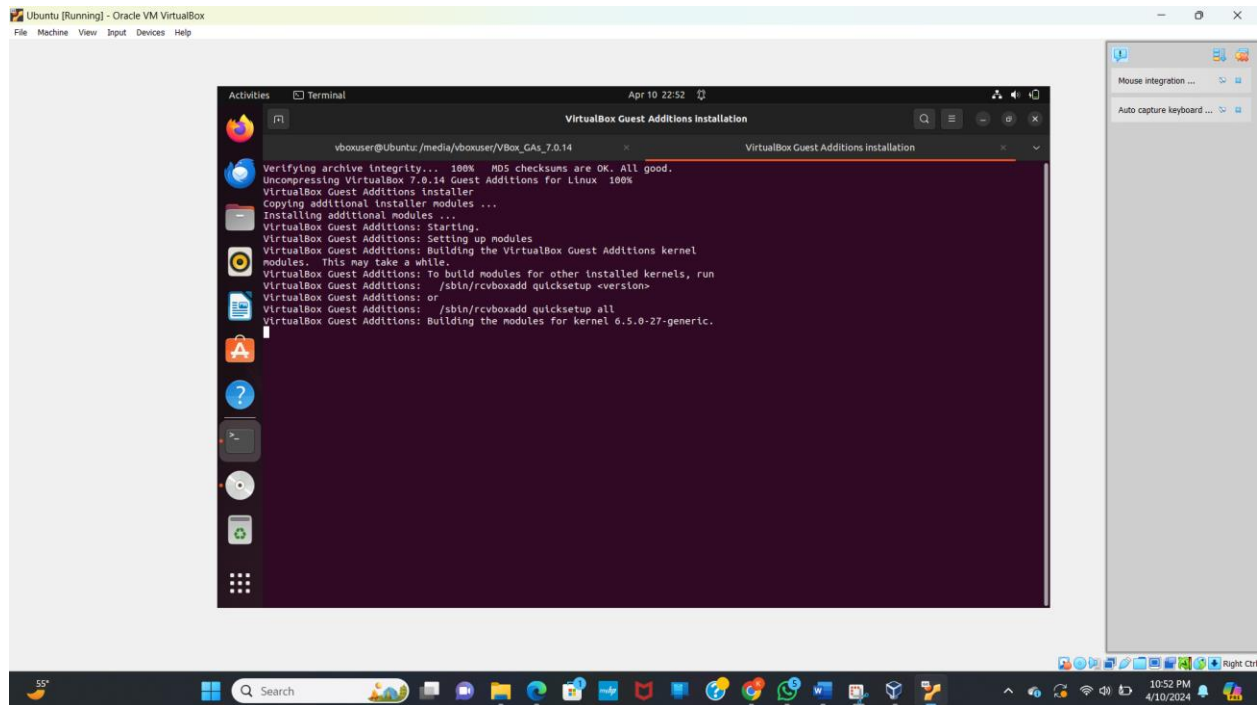 Ubuntu [Running] - Oracle VM VirtualBox
File Machine View Input Devices Help
Mouse integration ...
Auto capture keyboard ...
Activities Terminal Apr 10 22:52
VirtualBox Guest Additions installation
vboxuser@Ubuntu: /media/vboxuser/VBox_GAs_7.0.14 VirtualBox Guest Additions installation
Verifying archive integrity... 100% MD5 checksums are OK. All good.
Uncompressing VirtualBox 7.0.14 Guest Additions for Linux 100%
VirtualBox Guest Additions installer
Copying additional installer modules ...
Installing additional modules ...
VirtualBox Guest Additions: Starting.
VirtualBox Guest Additions: Setting up modules
VirtualBox Guest Additions: Building the VirtualBox Guest Additions kernel
modules. This may take a while.
VirtualBox Guest Additions: To build modules for other installed kernels, run
VirtualBox Guest Additions: /sbin/rcvboxadd quicksetup <version>
VirtualBox Guest Additions: or
VirtualBox Guest Additions: /sbin/rcvboxadd quicksetup all
VirtualBox Guest Additions: Building the modules for kernel 6.5.0-27-generic.
Right Ctrl
55°
Search
10:52 PM
4/10/2024